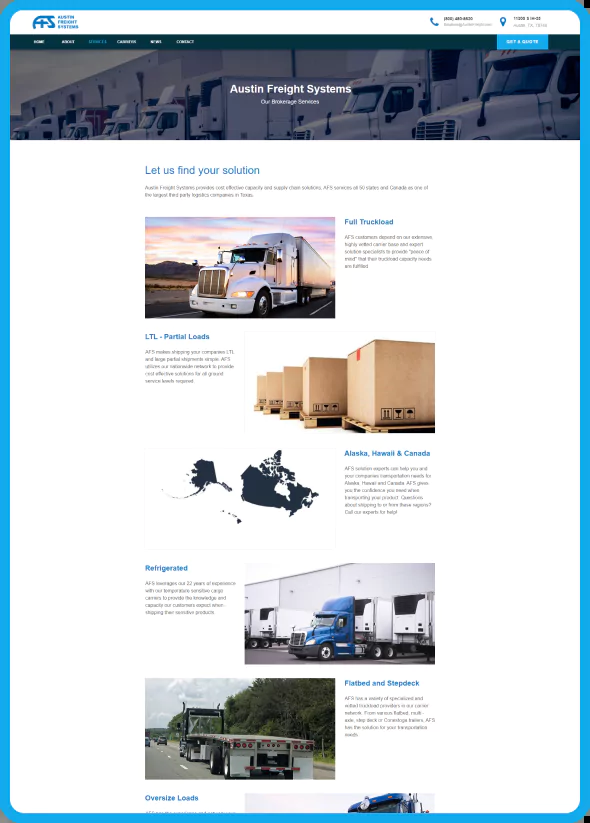 AFS AUSTIN
FREIGHT
SYSTEMS
11200 S IH-35
HOME ABOUT SERVICES CARRIERS NEWS CONTACT GET A QUOTE
Austin Freight Systems
Our Brokerage Services
Let us find your solution
Austin Freight Systems provides cost effective capacity and supply chain solutions. AFS services all 50 states and Canada as one of
the largest third party logistics companies in Texas.
Full Truckload
AFS customers depend on our extensive,
highly vetted carrier base and expert
solution specialists to provide "peace of
mind" that their truckload capacity needs
are fulfilled.
LTL - Partial Loads
AFS makes shipping your companies LTL
and large partial shipments simple. AFS
utilizes our nationwide network to provide
cost effective solutions for all ground
service levels required.
Alaska, Hawaii & Canada
AFS solution experts can help you and
your companies transportation needs for
Alaska, Hawaii and Canada. AFS gives
you the confidence you need when
transporting your product. Questions
about shipping to or from these regions?
Call our experts for help!
Refrigerated
AFS leverages our 22 years of experience
with our temperature sensitive cargo
carriers to provide the knowledge and
capacity our customers expect when
shipping their sensitive products.
Flatbed and Stepdeck
AFS has a variety of specialized and
vetted truckload providers in our carrier
network. From various flatbed, multi-
axle, step deck or Conestoga trailers, AFS
has the solution for your transportation
needs.
Oversize Loads